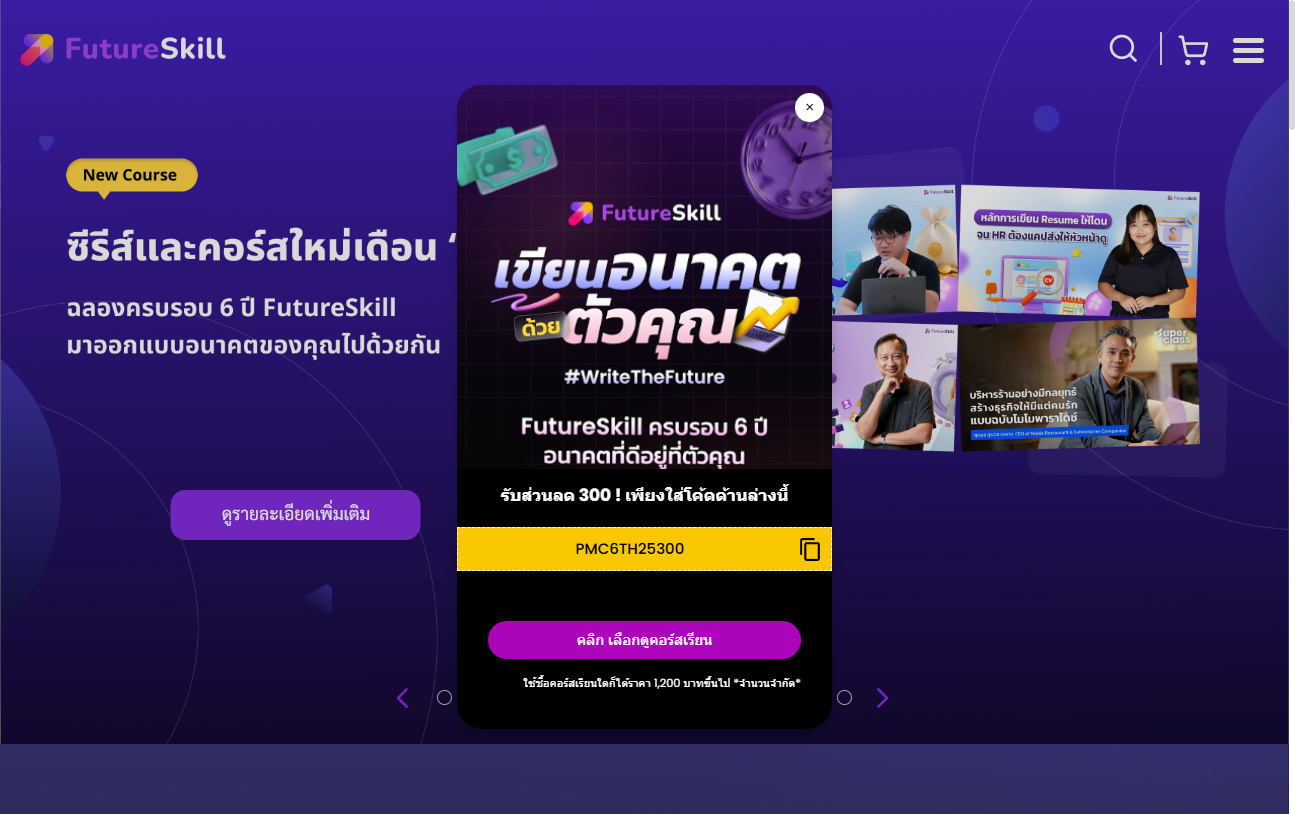 FutureSkill
New Course
ซีรีส์และคอร์สใหม่เดือน ‘
ฉลองครบรอบ 6 ปี FutureSkill
มาออกแบบอนาคตของคุณไปด้วยกัน
ดูรายละเอียดเพิ่มเติม
×
FutureSkill
เขียนอนาคต
ด้วย ตัวคุณ
#WriteTheFuture
FutureSkill ครบรอบ 6 ปี
อนาคตที่ดีอยู่ที่ตัวคุณ
รับส่วนลด 300 ! เพียงใส่โค้ดด้านล่างนี้
PMC6TH25300
คลิก เลือกดูคอร์สเรียน
ใช้ซื้อคอร์สเรียนใดก็ได้ราคา 1,200 บาทขึ้นไป *จำนวนจำกัด*
FutureSkill
FutureSkill
หลักการเขียน Resume ให้โดน
จน HR ต้องแคปส่งให้หัวหน้าดู
CV
FutureSkill
Super class
บริหารร้านอย่างมีกลยุทธ์
สร้างธุรกิจให้มีแต่คนรัก
แบบฉบับโมโมพาราไดซ์